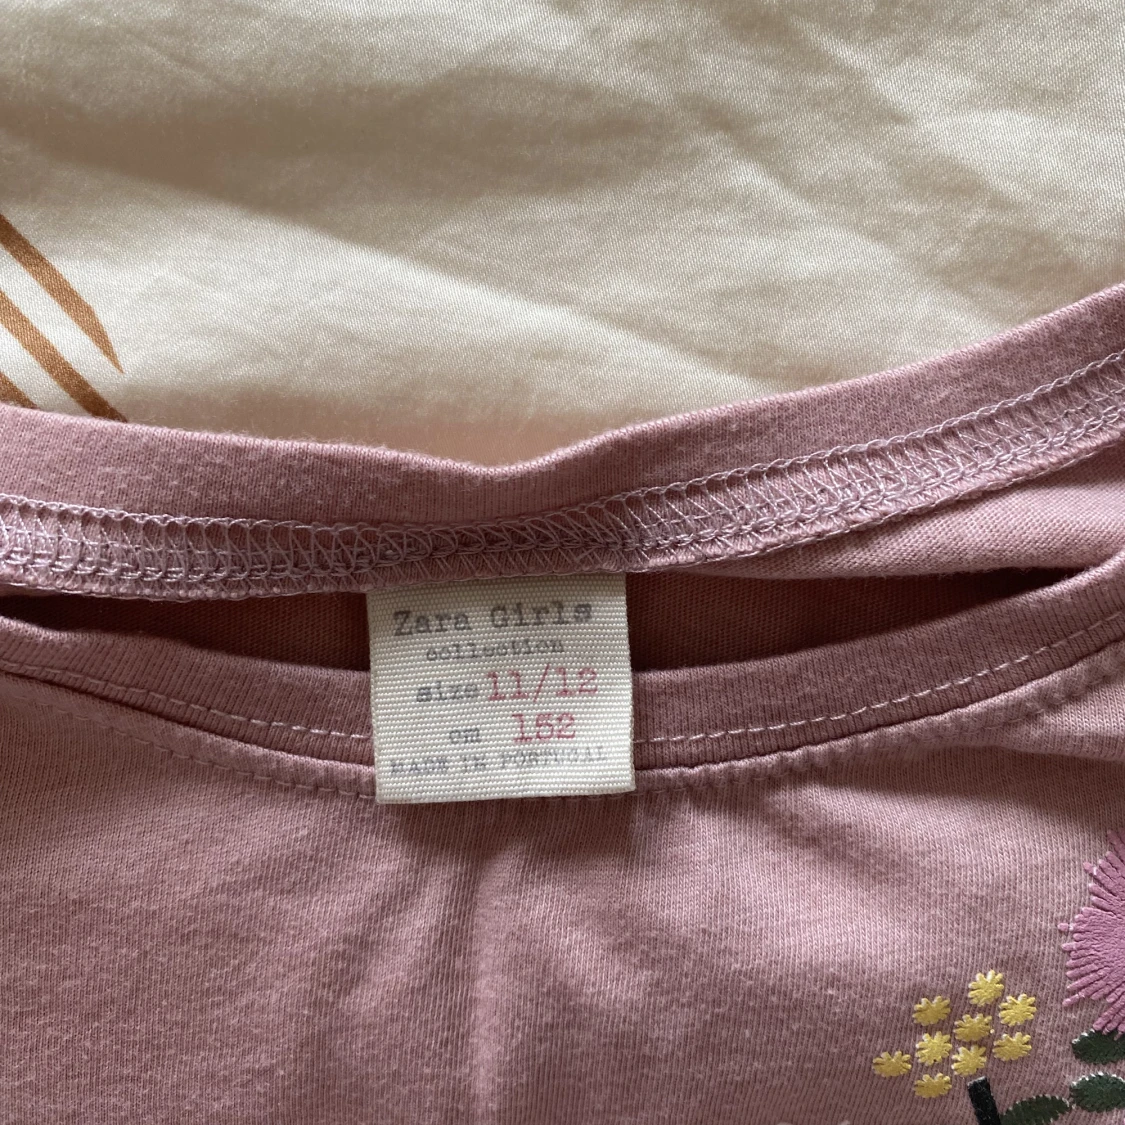 Zara Girls
collection
size 11/12
cm 152
MADE IN PORTUGAL